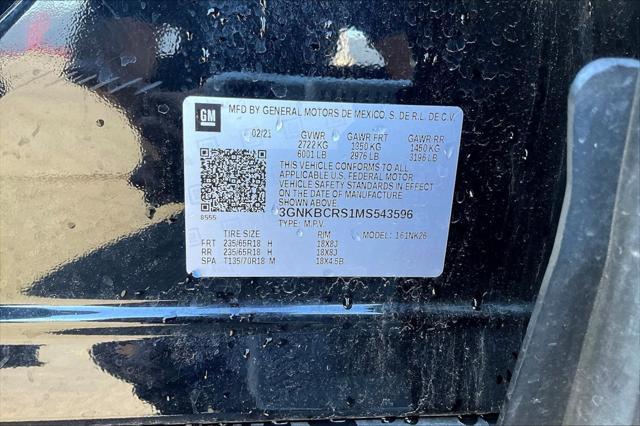 GM MFD BY GENERAL MOTORS DE MEXICO, S. DE R.L. DE C.V.
02/21 GVWR GAWR FRT GAWR RR
2722 KG 1350 KG 1450 KG
6001 LB 2976 LB 3196 LB
THIS VEHICLE CONFORMS TO ALL
APPLICABLE U.S. FEDERAL MOTOR
VEHICLE SAFETY STANDARDS IN EFFECT
ON THE DATE OF MANUFACTURE
SHOWN ABOVE
8555 3GNKBCRS1MS543596
TYPE: M.P.V.
TIRE SIZE RIM MODEL: 161NK26
FRT 235/65R18 H 18X8J
RR 235/65R18 H 18X8J
SPA T135/70R18 M 18X4.5B